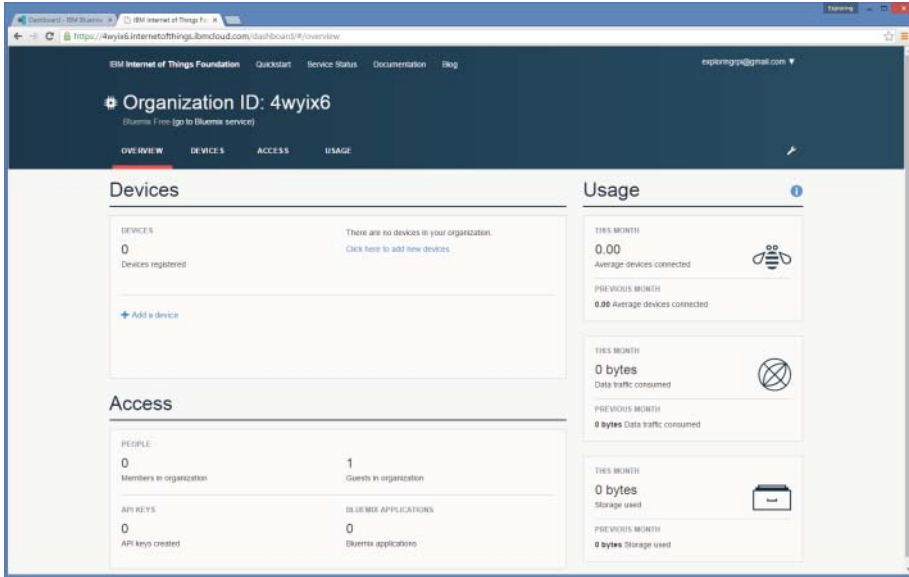 Exploring
Dashboard - IBM Bluemix
IBM Internet of Things Fo
https://4wyix6.internetofthings.ibmcloud.com/dashboard/#/overview
IBM Internet of Things Foundation Quickstart Service Status Documentation Blog
exploringrpi@gmail.com
Organization ID: 4wyix6
Bluemix Free (go to Bluemix service)
OVERVIEW DEVICES ACCESS USAGE
Devices
DEVICES
0
Devices registered
There are no devices in your organization.
Click here to add new devices
Add a device
Access
PEOPLE
0
Members in organization
1
Guests in organization
API KEYS
0
API keys created
BLUEMIX APPLICATIONS
0
Bluemix applications
Usage
THIS MONTH
0.00
Average devices connected
PREVIOUS MONTH
0.00 Average devices connected
THIS MONTH
0 bytes
Data traffic consumed
PREVIOUS MONTH
0 bytes Data traffic consumed
THIS MONTH
0 bytes
Storage used
PREVIOUS MONTH
0 bytes Storage used